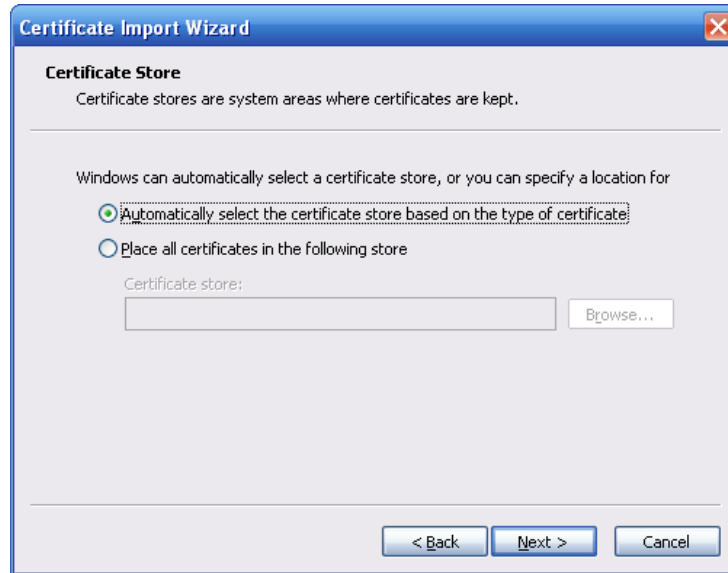 Certificate Import Wizard
Certificate Store
Certificate stores are system areas where certificates are kept.
Windows can automatically select a certificate store, or you can specify a location for
Automatically select the certificate store based on the type of certificate
Place all certificates in the following store
Certificate store:
Browse...
< Back
Next >
Cancel